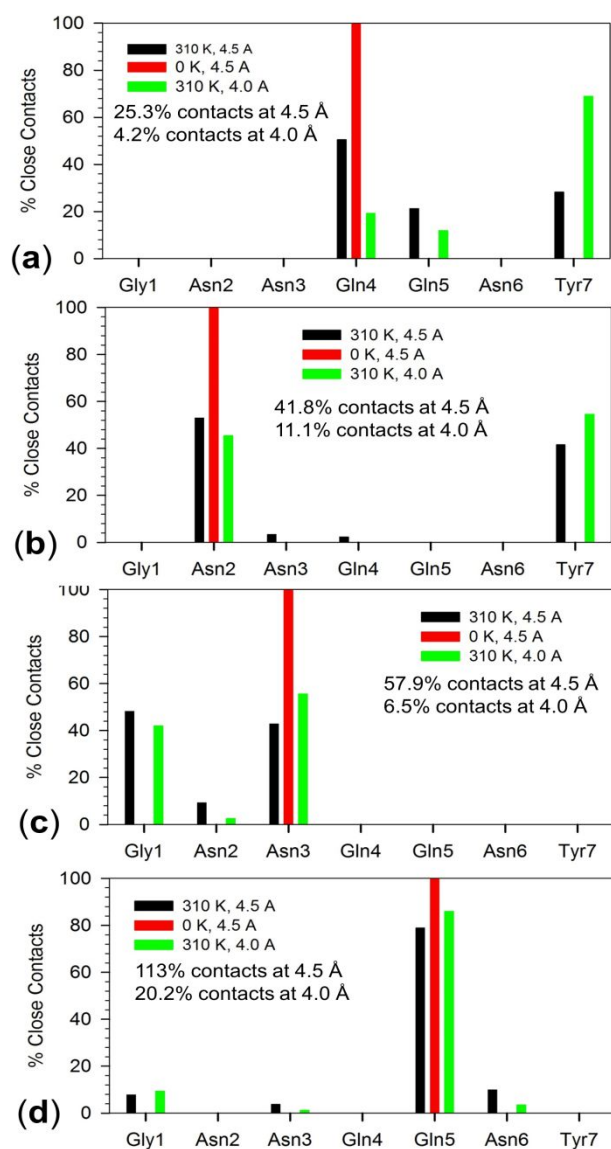 100
80
60
40
20
0
% Close Contacts
310 K, 4.5 A
0 K, 4.5 A
310 K, 4.0 A
25.3% contacts at 4.5 Å
4.2% contacts at 4.0 Å
(a)
Gly1 Asn2 Asn3 Gln4 Gln5 Asn6 Tyr7
100
80
60
40
20
0
% Close Contacts
310 K, 4.5 A
0 K, 4.5 A
310 K, 4.0 A
41.8% contacts at 4.5 Å
11.1% contacts at 4.0 Å
(b)
Gly1 Asn2 Asn3 Gln4 Gln5 Asn6 Tyr7
100
80
60
40
20
0
% Close Contacts
310 K, 4.5 A
0 K, 4.5 A
310 K, 4.0 A
57.9% contacts at 4.5 Å
6.5% contacts at 4.0 Å
(c)
Gly1 Asn2 Asn3 Gln4 Gln5 Asn6 Tyr7
100
80
60
40
20
0
% Close Contacts
310 K, 4.5 A
0 K, 4.5 A
310 K, 4.0 A
113% contacts at 4.5 Å
20.2% contacts at 4.0 Å
(d)
Gly1 Asn2 Asn3 Gln4 Gln5 Asn6 Tyr7